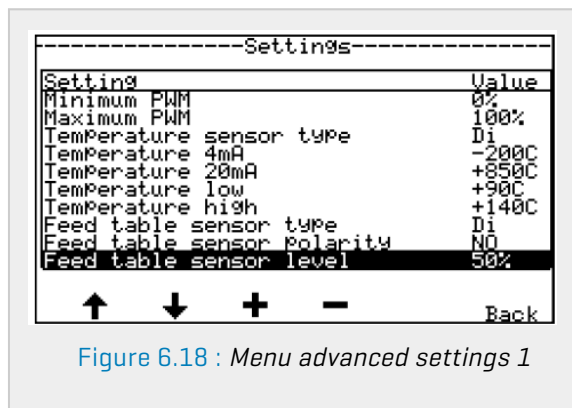 ----------------Settings----------------
Setting Value
Minimum PWM 0%
Maximum PWM 100%
Temperature sensor type Di
Temperature 4mA -200C
Temperature 20mA +850C
Temperature low +90C
Temperature high +140C
Feed table sensor type Di
Feed table sensor polarity NO
Feed table sensor level 50%
↑ ↓ + − Back
Figure 6.18 : Menu advanced settings 1